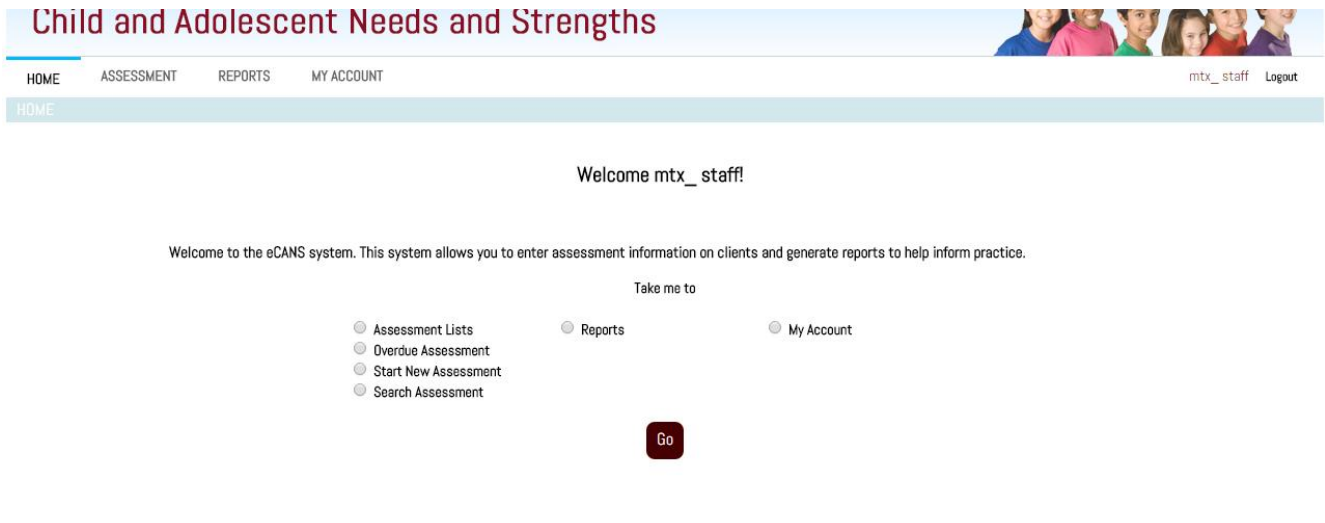 Child and Adolescent Needs and Strengths
HOME ASSESSMENT REPORTS MY ACCOUNT mtx_ staff Logout
HOME
Welcome mtx_ staff!
Welcome to the eCANS system. This system allows you to enter assessment information on clients and generate reports to help inform practice.
Take me to
Assessment Lists Reports My Account
Overdue Assessment
Start New Assessment
Search Assessment
Go